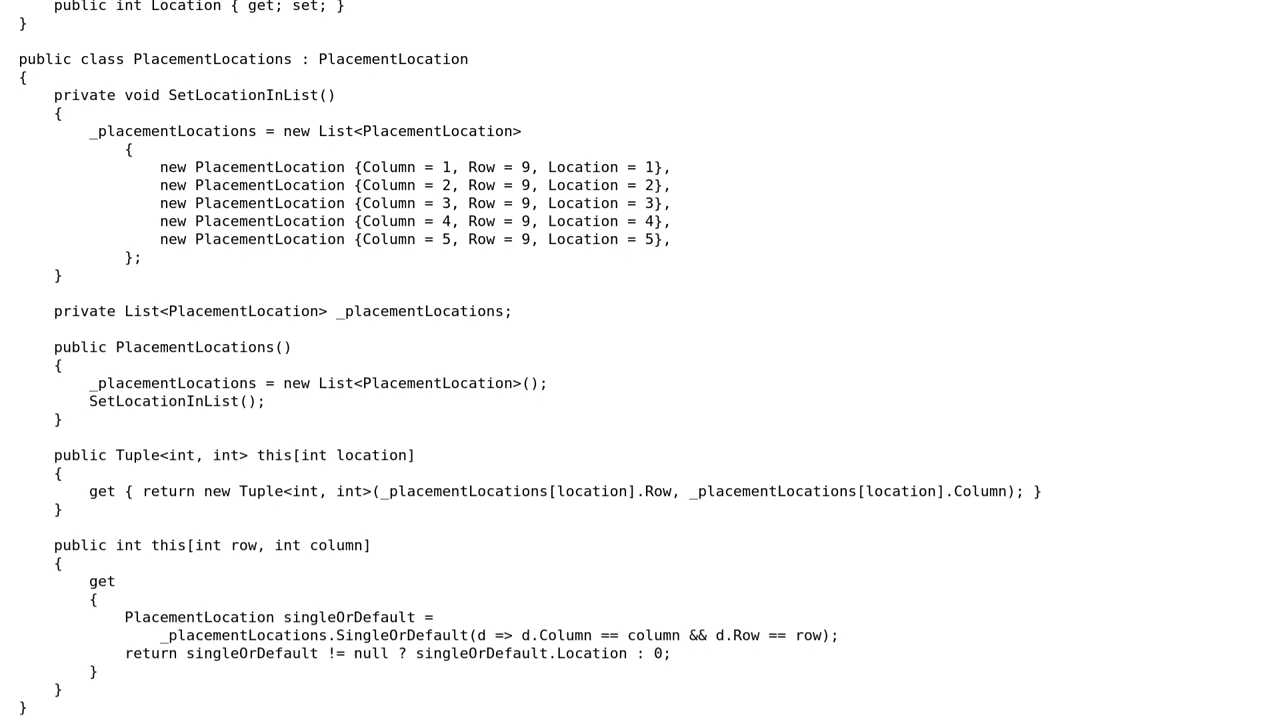 public int Location { get; set; }
}

public class PlacementLocations : PlacementLocation
{
    private void SetLocationInList()
    {
        _placementLocations = new List<PlacementLocation>
            {
                new PlacementLocation {Column = 1, Row = 9, Location = 1},
                new PlacementLocation {Column = 2, Row = 9, Location = 2},
                new PlacementLocation {Column = 3, Row = 9, Location = 3},
                new PlacementLocation {Column = 4, Row = 9, Location = 4},
                new PlacementLocation {Column = 5, Row = 9, Location = 5},
            };
    }

    private List<PlacementLocation> _placementLocations;

    public PlacementLocations()
    {
        _placementLocations = new List<PlacementLocation>();
        SetLocationInList();
    }

    public Tuple<int, int> this[int location]
    {
        get { return new Tuple<int, int>(_placementLocations[location].Row, _placementLocations[location].Column); }
    }

    public int this[int row, int column]
    {
        get
        {
            PlacementLocation singleOrDefault =
                _placementLocations.SingleOrDefault(d => d.Column == column && d.Row == row);
            return singleOrDefault != null ? singleOrDefault.Location : 0;
        }
    }
}